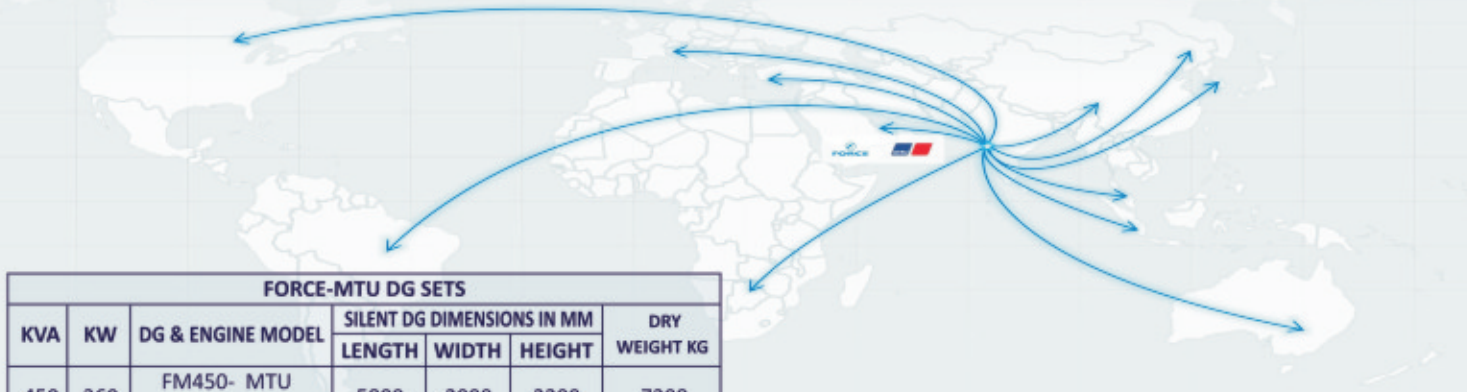 FORCE
FORCE-MTU DG SETS
KVA KW DG & ENGINE MODEL SILENT DG DIMENSIONS IN MM DRY WEIGHT KG
LENGTH WIDTH HEIGHT
FM450- MTU